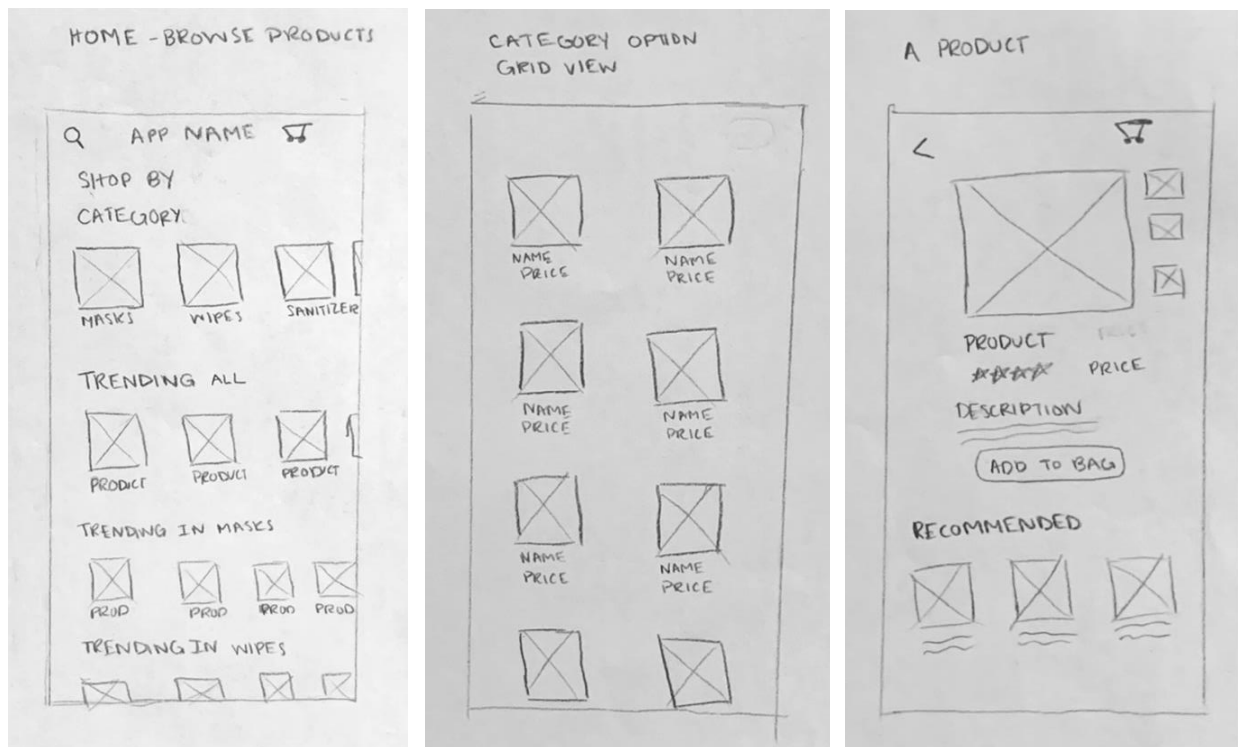 HOME - BROWSE PRODUCTS
APP NAME
SHOP BY
CATEGORY
MASKS WIPES SANITIZER
TRENDING ALL
PRODUCT PRODUCT PRODUCT
TRENDING IN MASKS
PROD PROD PROD PROD
TRENDING IN WIPES
CATEGORY OPTION
GRID VIEW
NAME NAME
PRICE PRICE
NAME NAME
PRICE PRICE
NAME NAME
PRICE PRICE
A PRODUCT
PRODUCT
PRICE
DESCRIPTION
ADD TO BAG
RECOMMENDED